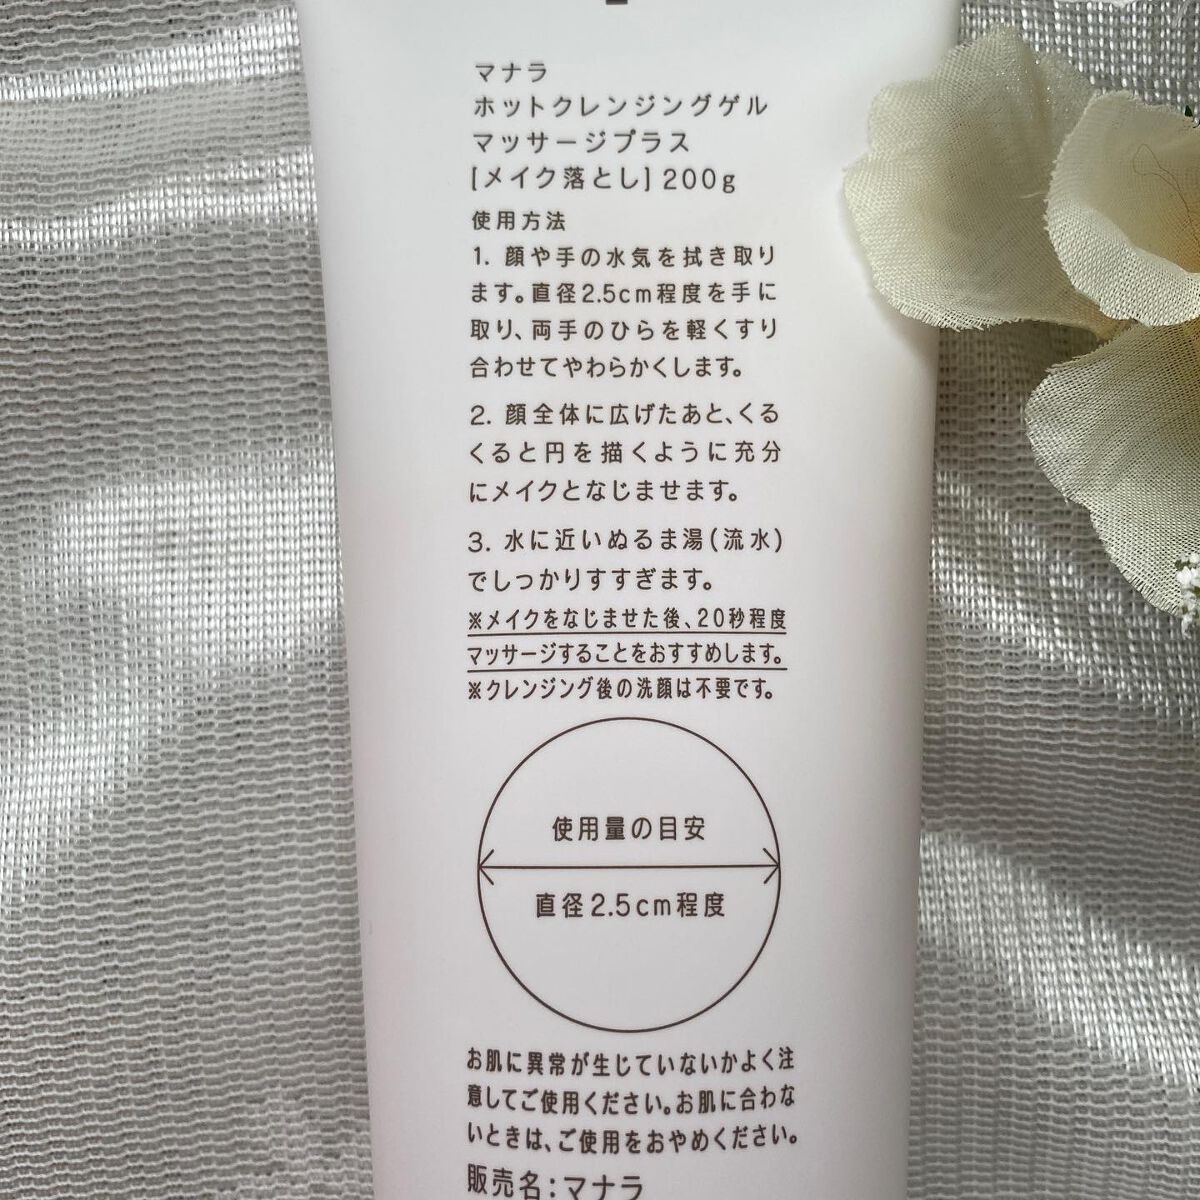 マナラ
ホットクレンジングゲル
マッサージプラス
[メイク落とし] 200g
使用方法
1. 顔や手の水気を拭き取り
ます。直径2.5cm程度を手に
取り、両手のひらを軽くすり
合わせてやわらかくします。
2. 顔全体に広げたあと、くる
くると円を描くように充分
にメイクとなじませます。
3. 水に近いぬるま湯(流水)
でしっかりすすぎます。
※メイクをなじませた後、20秒程度
マッサージすることをおすすめします。
※クレンジング後の洗顔は不要です。
使用量の目安
直径2.5cm程度
お肌に異常が生じていないかよく注
意してご使用ください。お肌に合わな
いときは、ご使用をおやめください。
販売名：マナラ